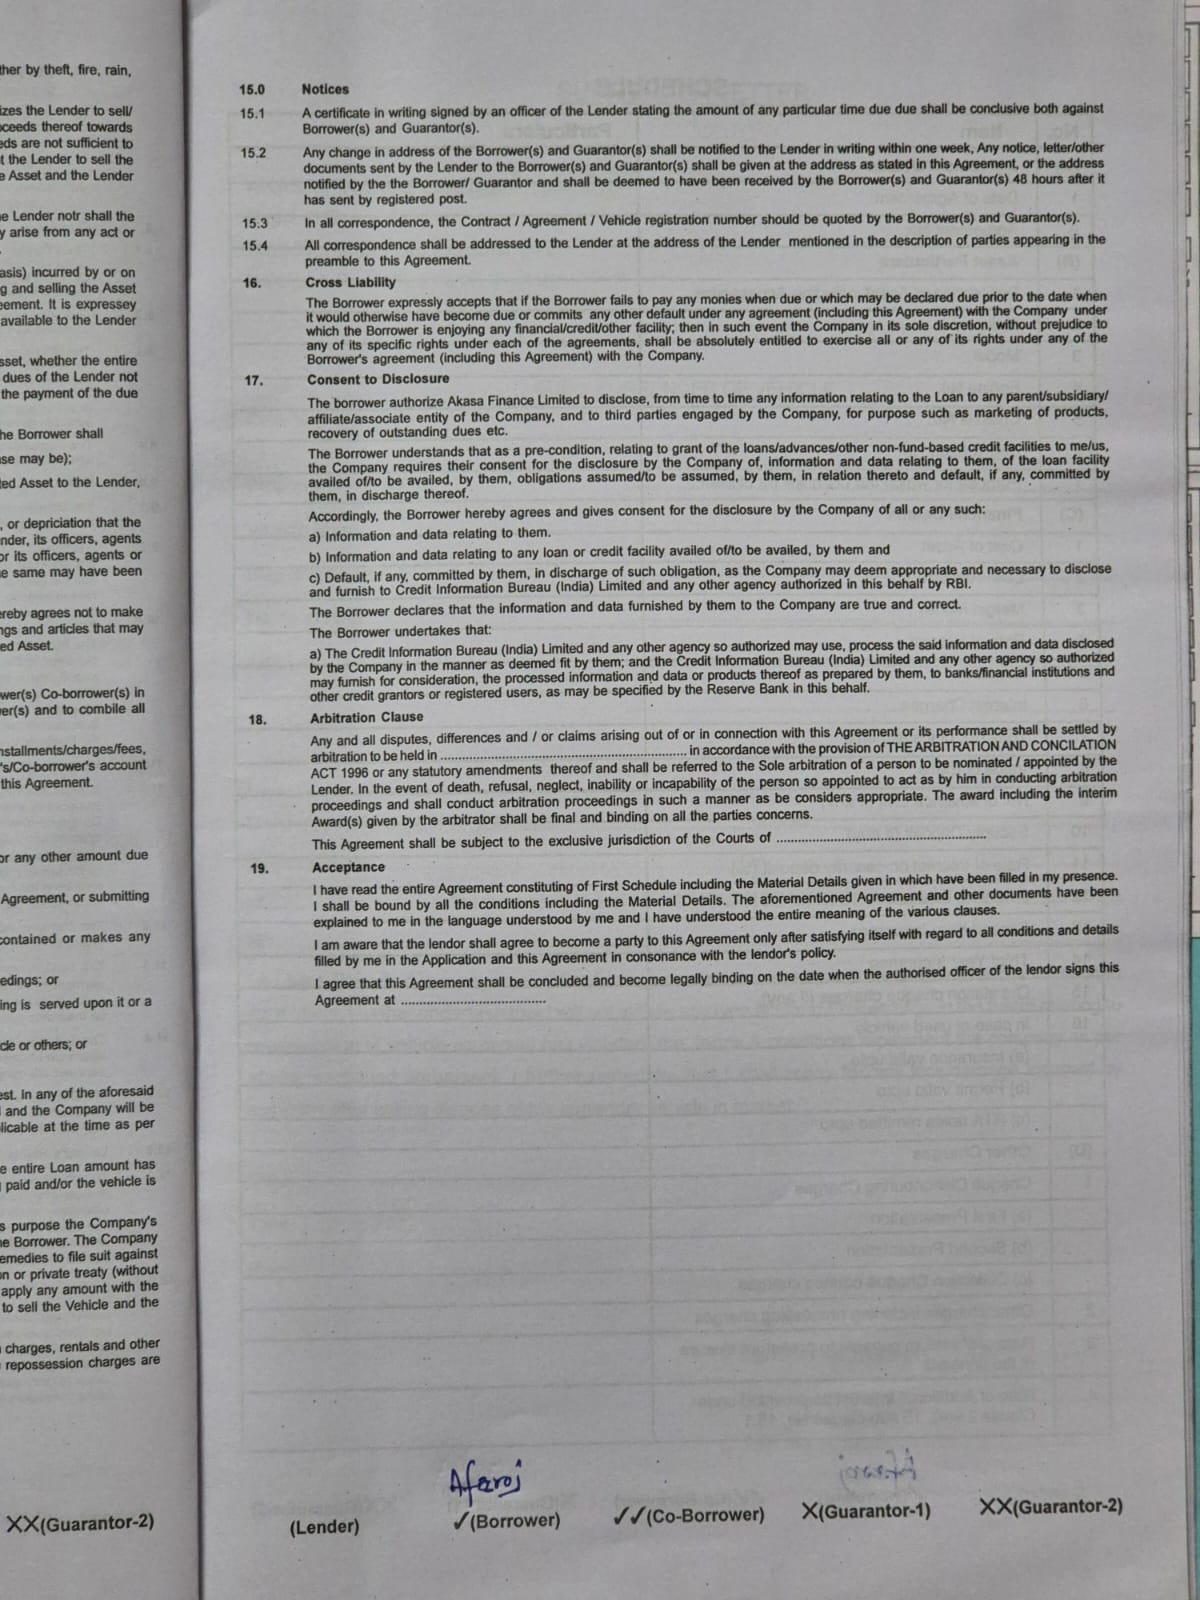 ther by theft, fire, rain,
izes the Lender to sell/
oceeds thereof towards
eds are not sufficient to
t the Lender to sell the
e Asset and the Lender
e Lender notr shall the
y arise from any act or
asis) incurred by or on
g and selling the Asset
eement. It is expressey
available to the Lender
sset, whether the entire
dues of the Lender not
the payment of the due
he Borrower shall
se may be);
ted Asset to the Lender,
, or depriciation that the
nder, its officers, agents
or its officers, agents or
e same may have been
ereby agrees not to make
ngs and articles that may
ed Asset.
wer(s) Co-borrower(s) in
er(s) and to combile all
nstallments/charges/fees,
's/Co-borrower's account
this Agreement.
or any other amount due
Agreement, or submitting
contained or makes any
edings; or
ing is served upon it or a
cle or others; or
est. In any of the aforesaid
and the Company will be
licable at the time as per
e entire Loan amount has
paid and/or the vehicle is
s purpose the Company's
e Borrower. The Company
emedies to file suit against
on or private treaty (without
apply any amount with the
to sell the Vehicle and the
charges, rentals and other
repossession charges are
XX(Guarantor-2)
15.0 Notices
15.1 A certificate in writing signed by an officer of the Lender stating the amount of any particular time due due shall be conclusive both against
Borrower(s) and Guarantor(s).
15.2 Any change in address of the Borrower(s) and Guarantor(s) shall be notified to the Lender in writing within one week, Any notice, letter/other
documents sent by the Lender to the Borrower(s) and Guarantor(s) shall be given at the address as stated in this Agreement, or the address
notified by the the Borrower/ Guarantor and shall be deemed to have been received by the Borrower(s) and Guarantor(s) 48 hours after it
has sent by registered post.
15.3 In all correspondence, the Contract / Agreement / Vehicle registration number should be quoted by the Borrower(s) and Guarantor(s).
15.4 All correspondence shall be addressed to the Lender at the address of the Lender mentioned in the description of parties appearing in the
preamble to this Agreement.
16. Cross Liability
The Borrower expressly accepts that if the Borrower fails to pay any monies when due or which may be declared due prior to the date when
it would otherwise have become due or commits any other default under any agreement (including this Agreement) with the Company under
which the Borrower is enjoying any financial/credit/other facility; then in such event the Company in its sole discretion, without prejudice to
any of its specific rights under each of the agreements, shall be absolutely entitled to exercise all or any of its rights under any of the
Borrower's agreement (including this Agreement) with the Company.
17. Consent to Disclosure
The borrower authorize Akasa Finance Limited to disclose, from time to time any information relating to the Loan to any parent/subsidiary/
affiliate/associate entity of the Company, and to third parties engaged by the Company, for purpose such as marketing of products,
recovery of outstanding dues etc.
The Borrower understands that as a pre-condition, relating to grant of the loans/advances/other non-fund-based credit facilities to me/us,
the Company requires their consent for the disclosure by the Company of, information and data relating to them, of the loan facility
availed of/to be availed, by them, obligations assumed/to be assumed, by them, in relation thereto and default, if any, committed by
them, in discharge thereof.
Accordingly, the Borrower hereby agrees and gives consent for the disclosure by the Company of all or any such:
a) Information and data relating to them.
b) Information and data relating to any loan or credit facility availed of/to be availed, by them and
c) Default, if any, committed by them, in discharge of such obligation, as the Company may deem appropriate and necessary to disclose
and furnish to Credit Information Bureau (India) Limited and any other agency authorized in this behalf by RBI.
The Borrower declares that the information and data furnished by them to the Company are true and correct.
The Borrower undertakes that:
a) The Credit Information Bureau (India) Limited and any other agency so authorized may use, process the said information and data disclosed
by the Company in the manner as deemed fit by them; and the Credit Information Bureau (India) Limited and any other agency so authorized
may furnish for consideration, the processed information and data or products thereof as prepared by them, to banks/financial institutions and
other credit grantors or registered users, as may be specified by the Reserve Bank in this behalf.
18. Arbitration Clause
Any and all disputes, differences and / or claims arising out of or in connection with this Agreement or its performance shall be settled by
arbitration to be held in .................................................................. in accordance with the provision of THE ARBITRATION AND CONCILATION
ACT 1996 or any statutory amendments thereof and shall be referred to the Sole arbitration of a person to be nominated / appointed by the
Lender. In the event of death, refusal, neglect, inability or incapability of the person so appointed to act as by him in conducting arbitration
proceedings and shall conduct arbitration proceedings in such a manner as be considers appropriate. The award including the interim
Award(s) given by the arbitrator shall be final and binding on all the parties concerns.
This Agreement shall be subject to the exclusive jurisdiction of the Courts of ........................................................
19. Acceptance
I have read the entire Agreement constituting of First Schedule including the Material Details given in which have been filled in my presence.
I shall be bound by all the conditions including the Material Details. The aforementioned Agreement and other documents have been
explained to me in the language understood by me and I have understood the entire meaning of the various clauses.
I am aware that the lendor shall agree to become a party to this Agreement only after satisfying itself with regard to all conditions and details
filled by me in the Application and this Agreement in consonance with the lendor's policy.
I agree that this Agreement shall be concluded and become legally binding on the date when the authorised officer of the lendor signs this
Agreement at .......................................
Afaroj
(Lender) ✓(Borrower) ✓✓(Co-Borrower) X(Guarantor-1) XX(Guarantor-2)